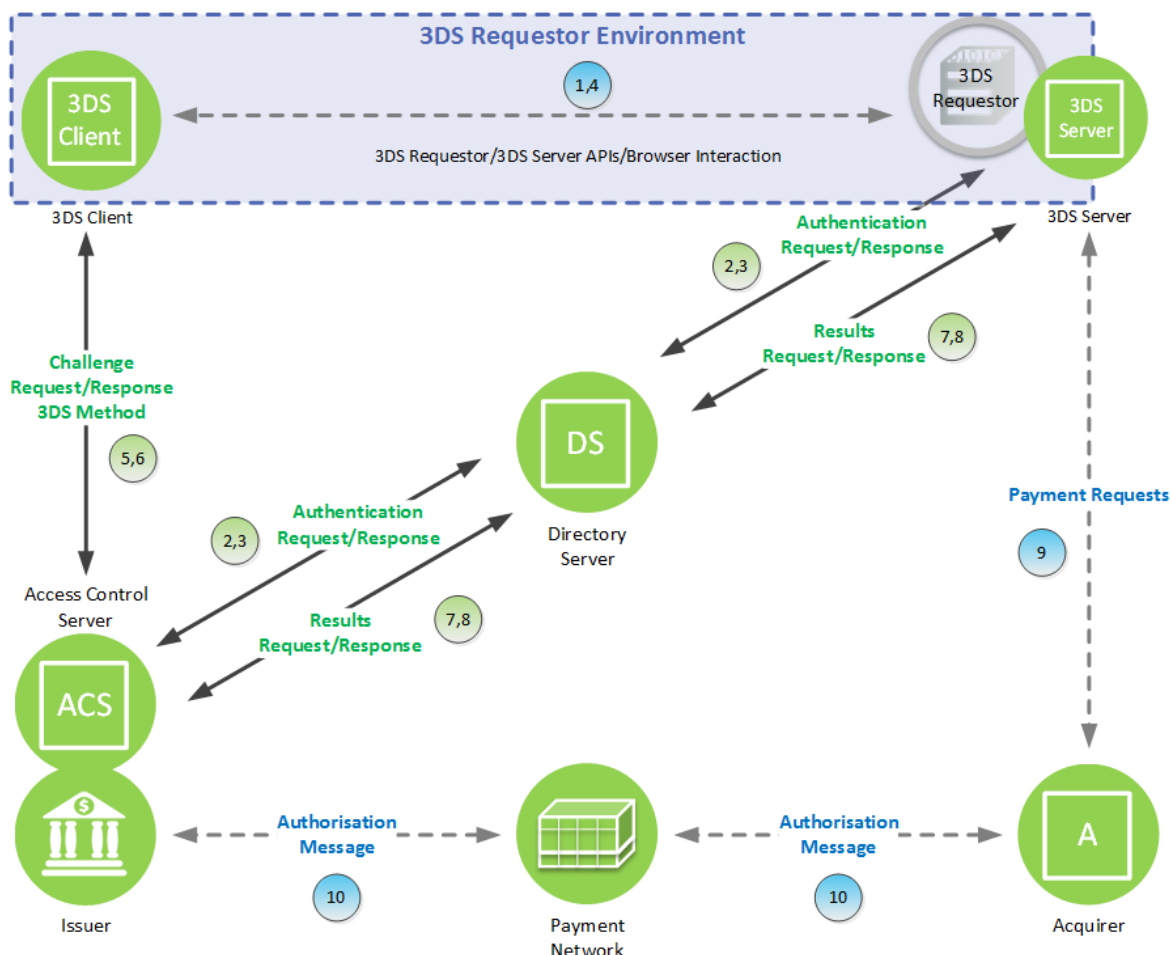 3DS Requestor Environment
3DS
Client
1,4
3DS Requestor/3DS Server APIs/Browser Interaction
01010
3DS
Requestor
3DS
Server
3DS Client
3DS Server
Authentication
Request/Response
2,3
Results
Request/Response
7,8
Challenge
Request/Response
3DS Method
5,6
DS
Directory
Server
Authentication
Request/Response
2,3
Results
Request/Response
7,8
Payment Requests
9
Access Control
Server
ACS
$
Issuer
Authorisation
Message
10
Payment
Network
Authorisation
Message
10
A
Acquirer